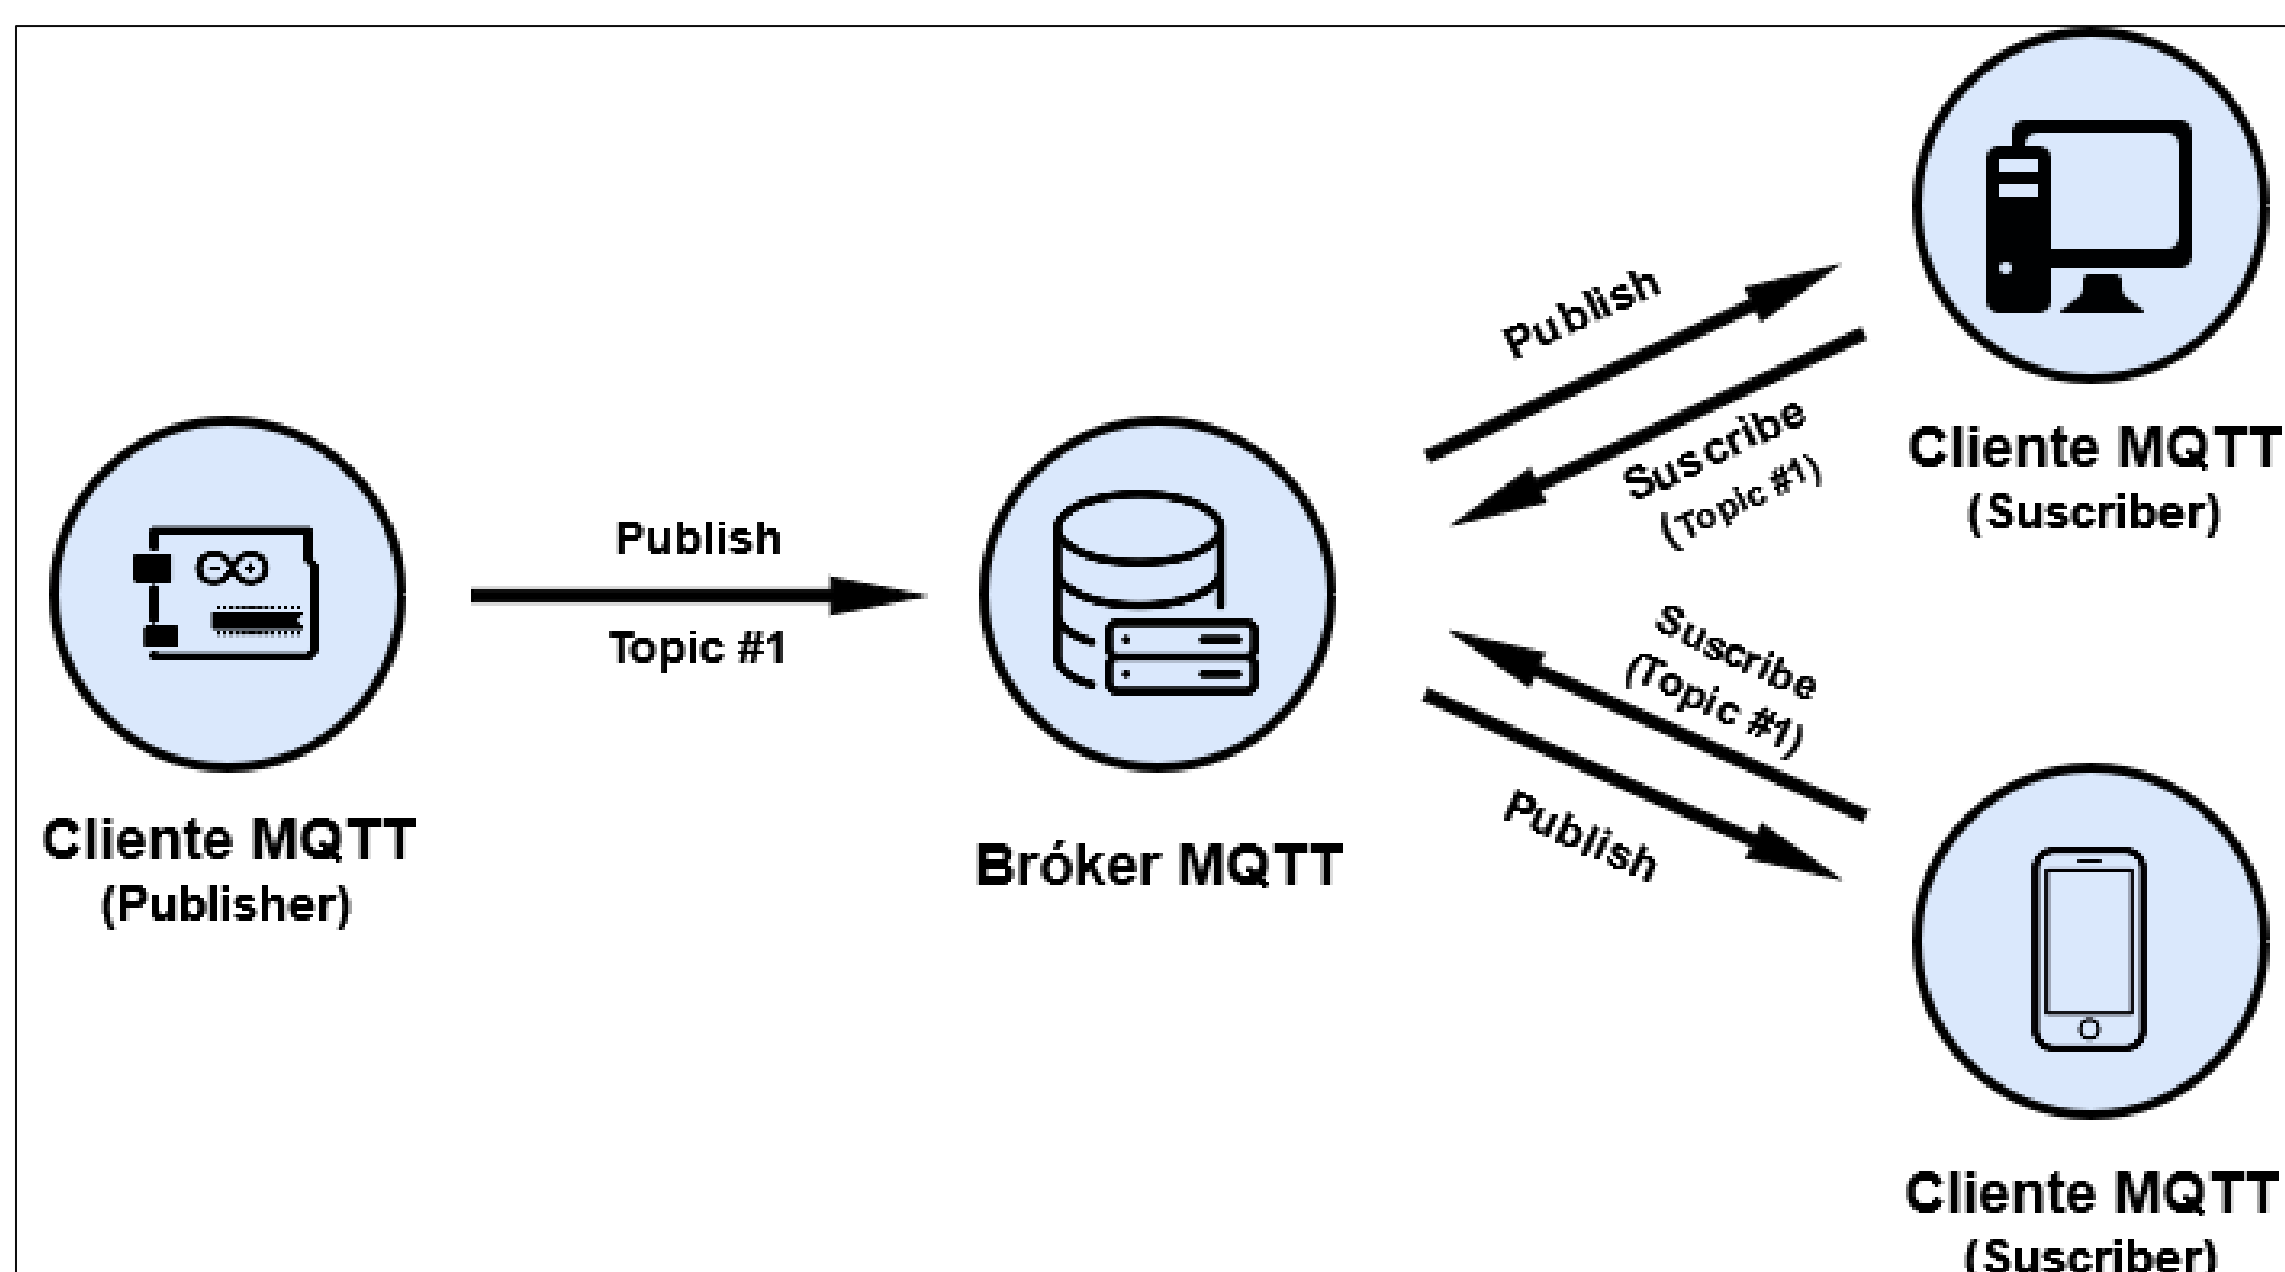 Publish
Suscribe
(Topic #1)
Cliente MQTT
(Suscriber)
Publish
Topic #1
Cliente MQTT
(Publisher)
Bróker MQTT
Suscribe
(Topic #1)
Publish
Cliente MQTT
(Suscriber)